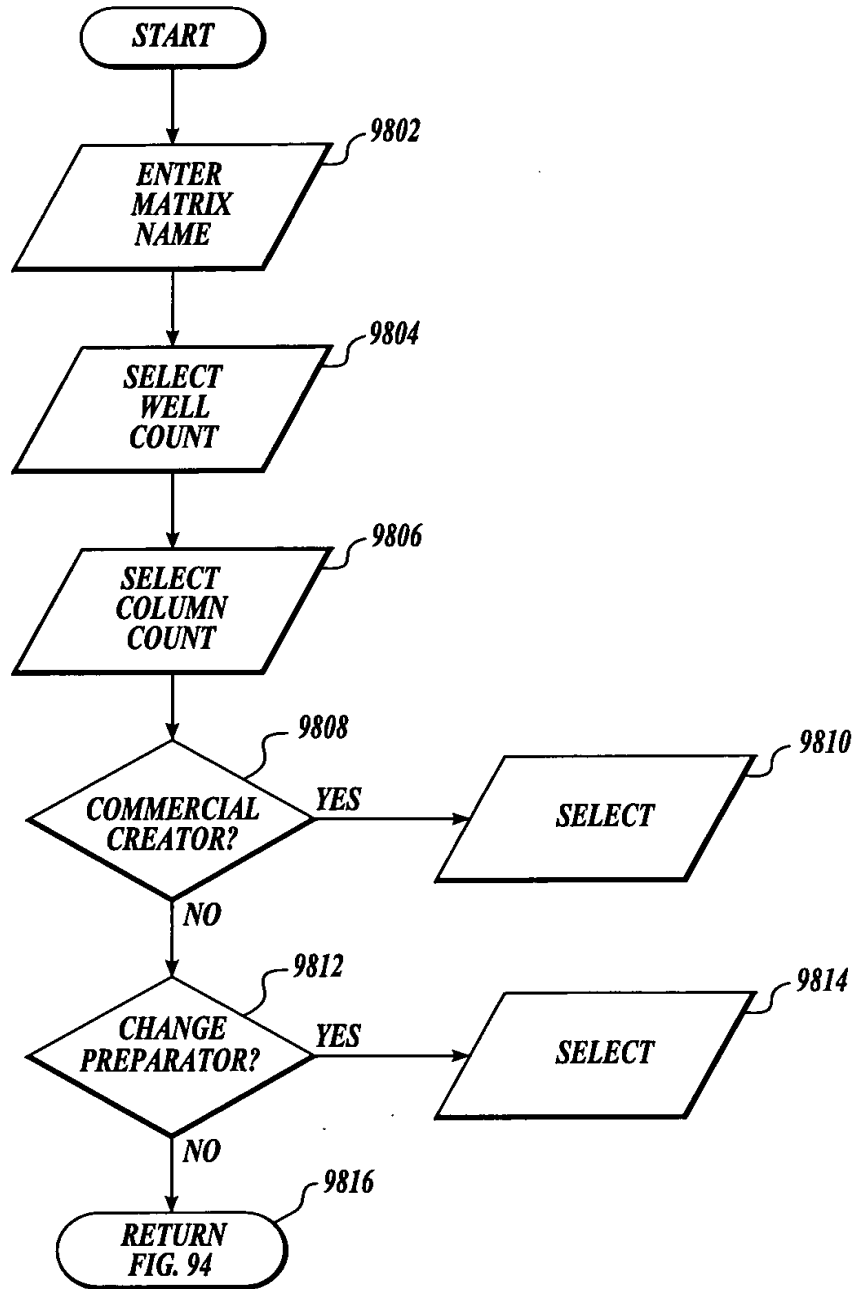 START
9802
ENTER
MATRIX
NAME
9804
SELECT
WELL
COUNT
9806
SELECT
COLUMN
COUNT
9808
COMMERCIAL
CREATOR?
YES
9810
SELECT
NO
9812
CHANGE
PREPARATOR?
YES
9814
SELECT
NO
9816
RETURN
FIG. 94